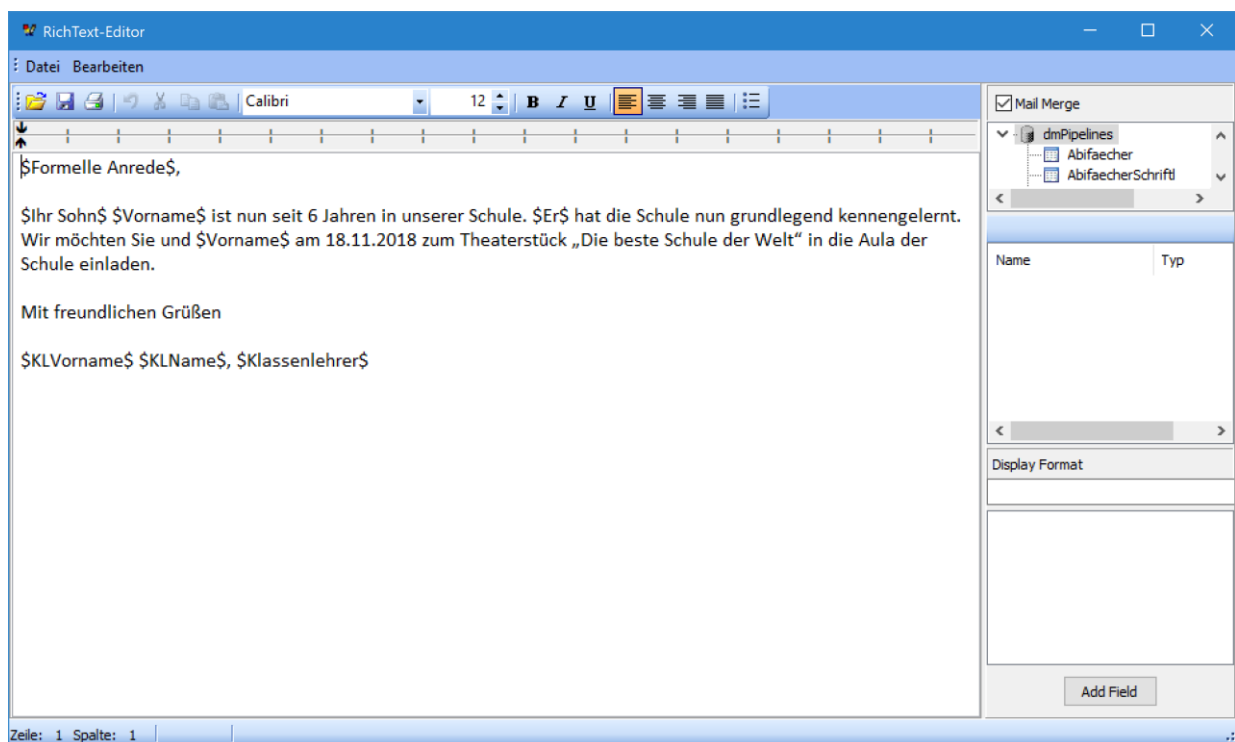 RichText-Editor
Datei Bearbeiten
Calibri 12 B I U
Mail Merge
dmPipelines
Abifaecher
AbifaecherSchriftl
$Formelle Anrede$,
$Ihr Sohn$ $Vorname$ ist nun seit 6 Jahren in unserer Schule. $Er$ hat die Schule nun grundlegend kennengelernt.
Wir möchten Sie und $Vorname$ am 18.11.2018 zum Theaterstück „Die beste Schule der Welt“ in die Aula der
Schule einladen.
Mit freundlichen Grüßen
$KLVorname$ $KLName$, $Klassenlehrer$
Name Typ
Display Format
Add Field
Zeile: 1 Spalte: 1